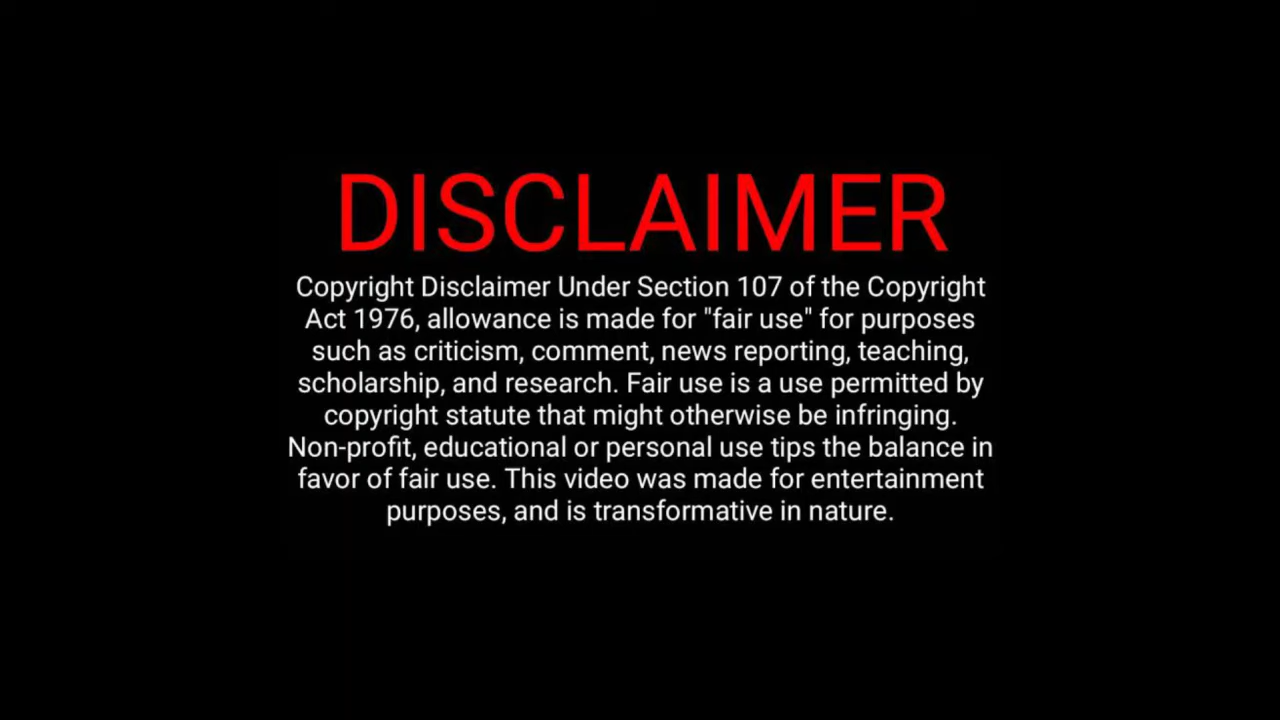 DISCLAIMER
Copyright Disclaimer Under Section 107 of the Copyright
Act 1976, allowance is made for "fair use" for purposes
such as criticism, comment, news reporting, teaching,
scholarship, and research. Fair use is a use permitted by
copyright statute that might otherwise be infringing.
Non-profit, educational or personal use tips the balance in
favor of fair use. This video was made for entertainment
purposes, and is transformative in nature.